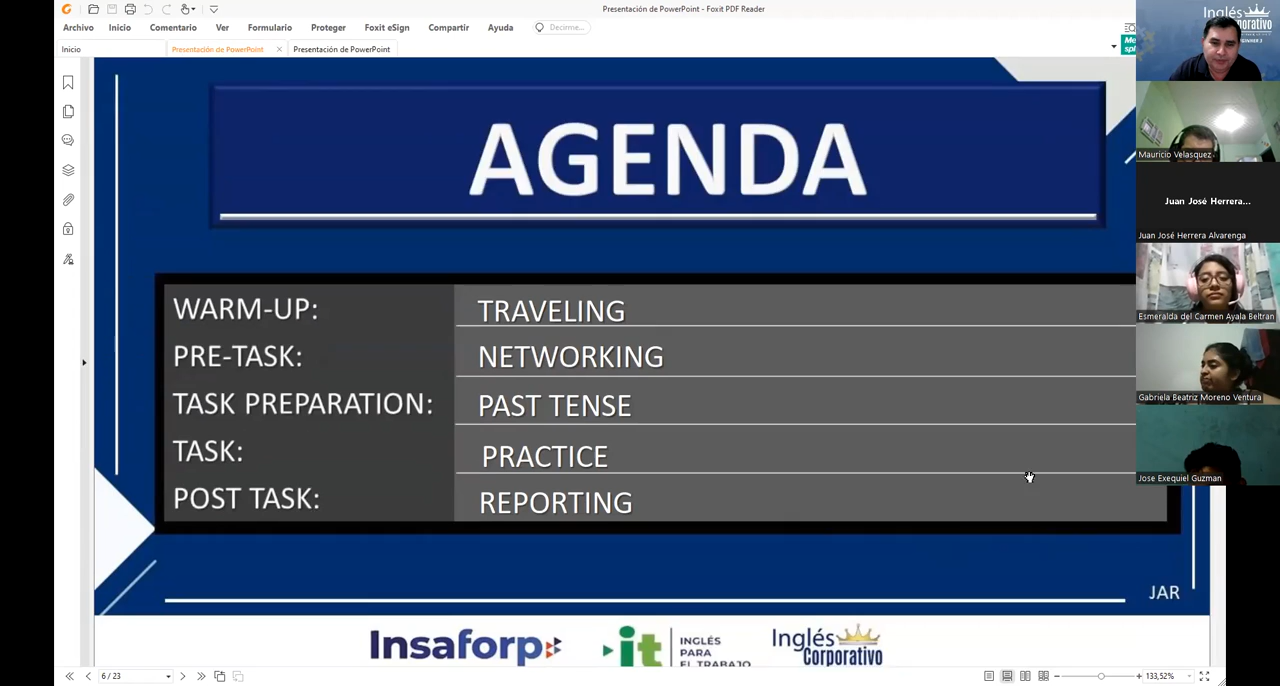 Presentación de PowerPoint - Foxit PDF Reader
Archivo Inicio Comentario Ver Formulario Proteger Foxit eSign Compartir Ayuda Decirme...
Inicio Presentación de PowerPoint Presentación de PowerPoint
AGENDA
WARM-UP: TRAVELING
PRE-TASK: NETWORKING
TASK PREPARATION: PAST TENSE
TASK: PRACTICE
POST TASK: REPORTING
JAR
Insaforp
it
INGLÉS
PARA
EL TRABAJO
Inglés
Corporativo
6 / 23
133,52%
Inglés
Mauricio Velasquez
Juan José Herrera...
Juan José Herrera Alvarenga
Esmeralda del Carmen Ayala Beltran
Gabriela Beatriz Moreno Ventura
Jose Exequiel Guzman